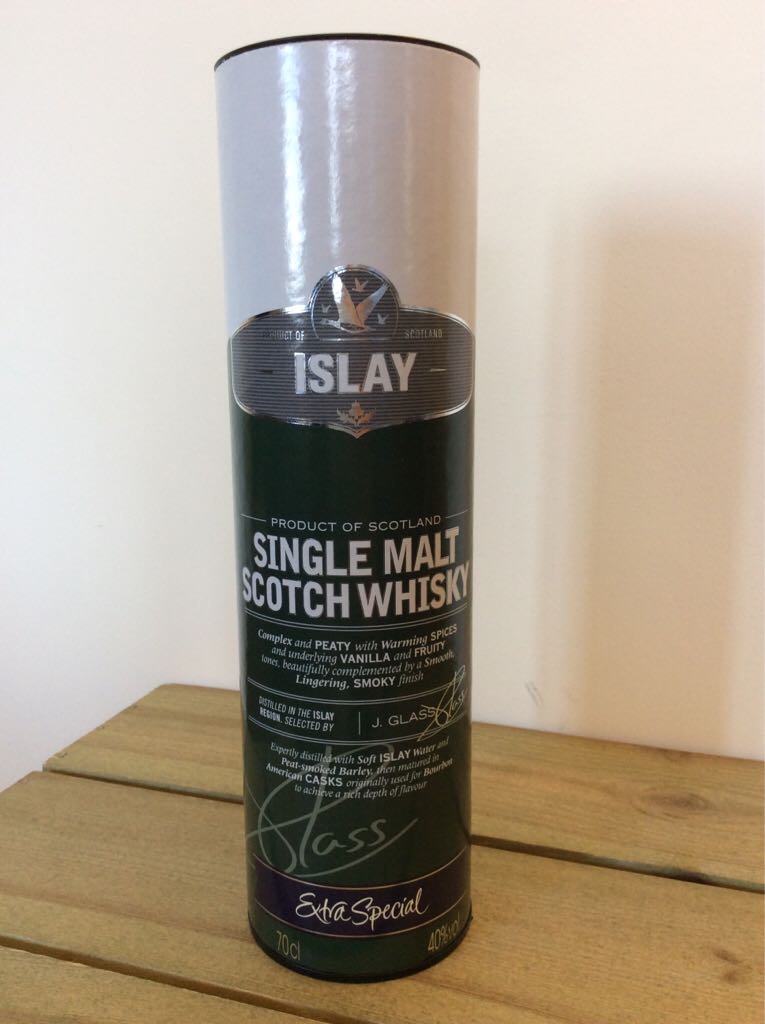 PRODUCT OF SCOTLAND
ISLAY
PRODUCT OF SCOTLAND
SINGLE MALT
SCOTCH WHISKY
Complex and PEATY with Warming SPICES
and underlying VANILLA and FRUITY
tones, beautifully complemented by a Smooth,
Lingering, SMOKY finish
DISTILLED IN THE ISLAY
REGION. SELECTED BY
J. GLASS
Glass
Expertly distilled with Soft ISLAY Water and
Peat-smoked Barley, then matured in
American CASKS originally used for Bourbon
to achieve a rich depth of flavour
Glass
Extra Special
70cl
40%vol